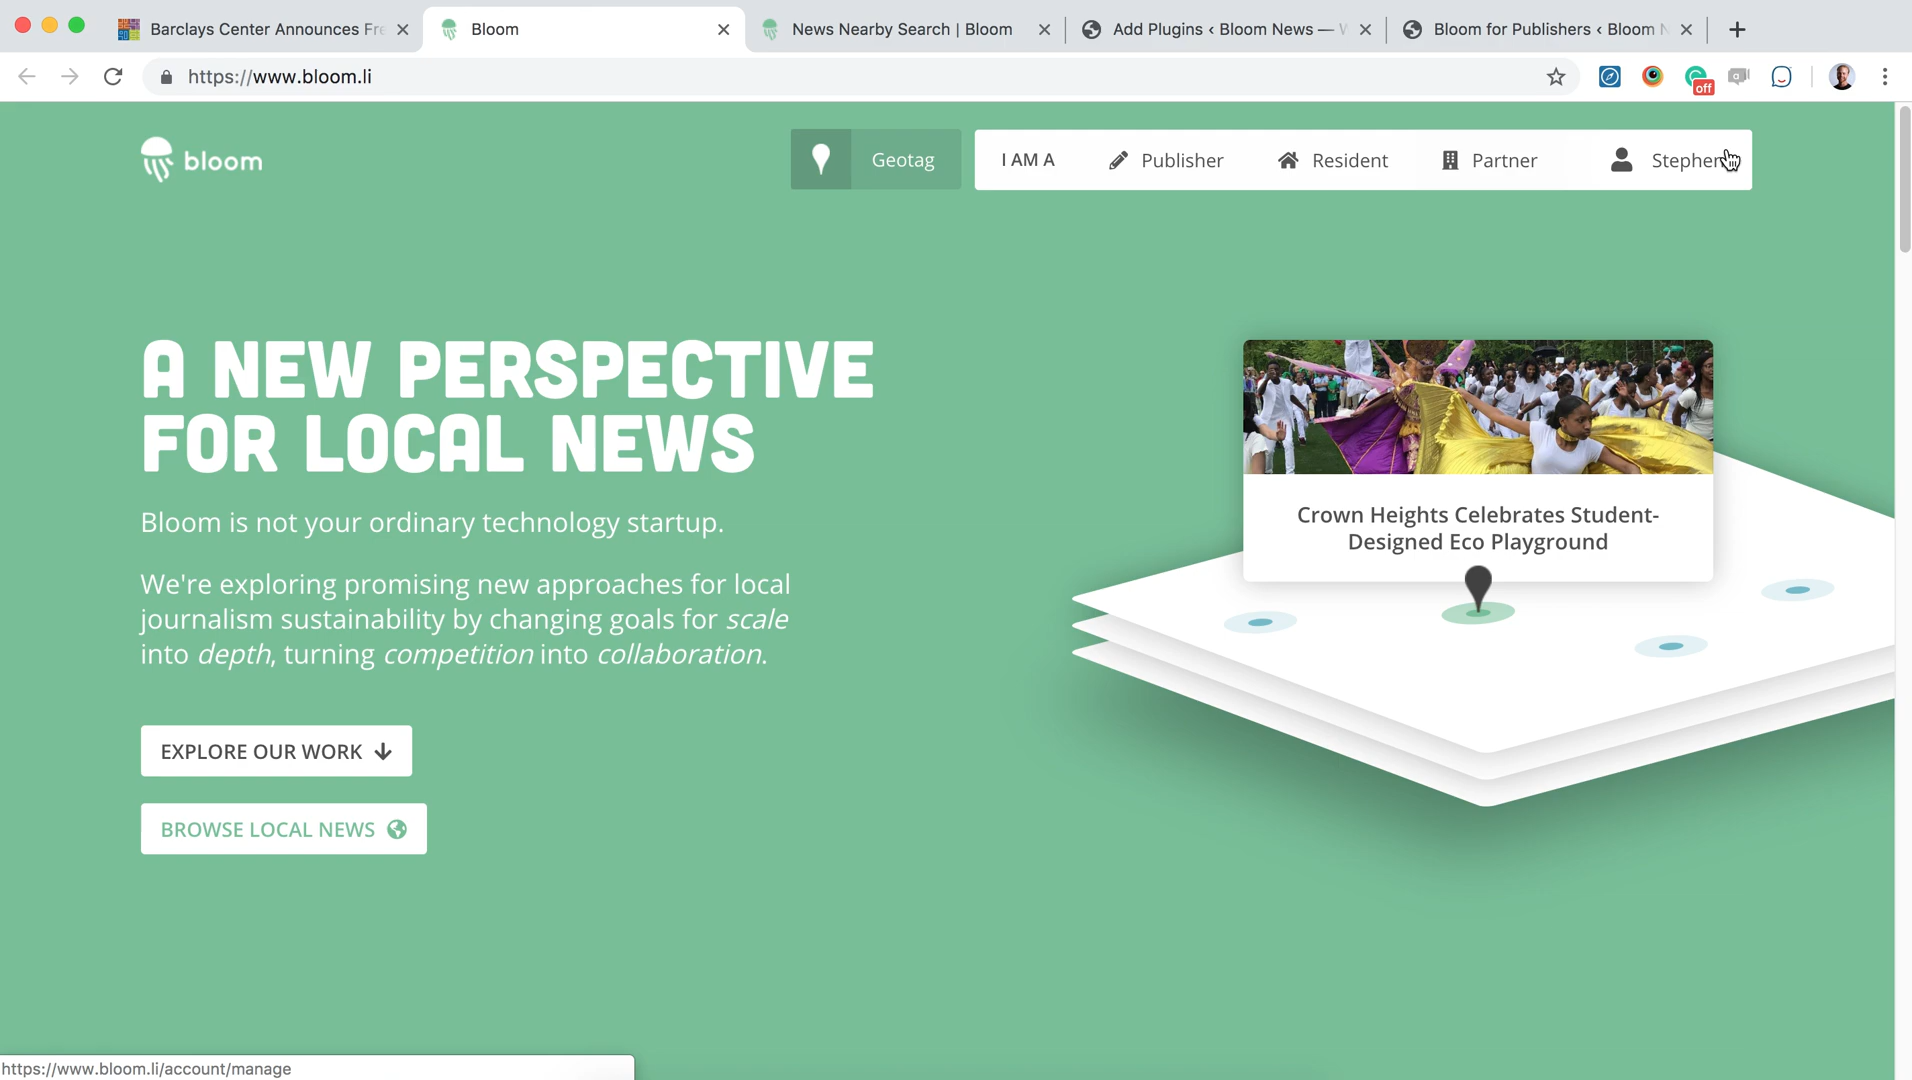 Barclays Center Announces Fre
Bloom
News Nearby Search | Bloom
Add Plugins ‹ Bloom News — W
Bloom for Publishers ‹ Bloom N
https://www.bloom.li
off
bloom
Geotag
I AM A
Publisher
Resident
Partner
Stephen
A NEW PERSPECTIVE
FOR LOCAL NEWS
Bloom is not your ordinary technology startup.
We're exploring promising new approaches for local
journalism sustainability by changing goals for scale
into depth, turning competition into collaboration.
EXPLORE OUR WORK
BROWSE LOCAL NEWS
Crown Heights Celebrates Student-
Designed Eco Playground
https://www.bloom.li/account/manage